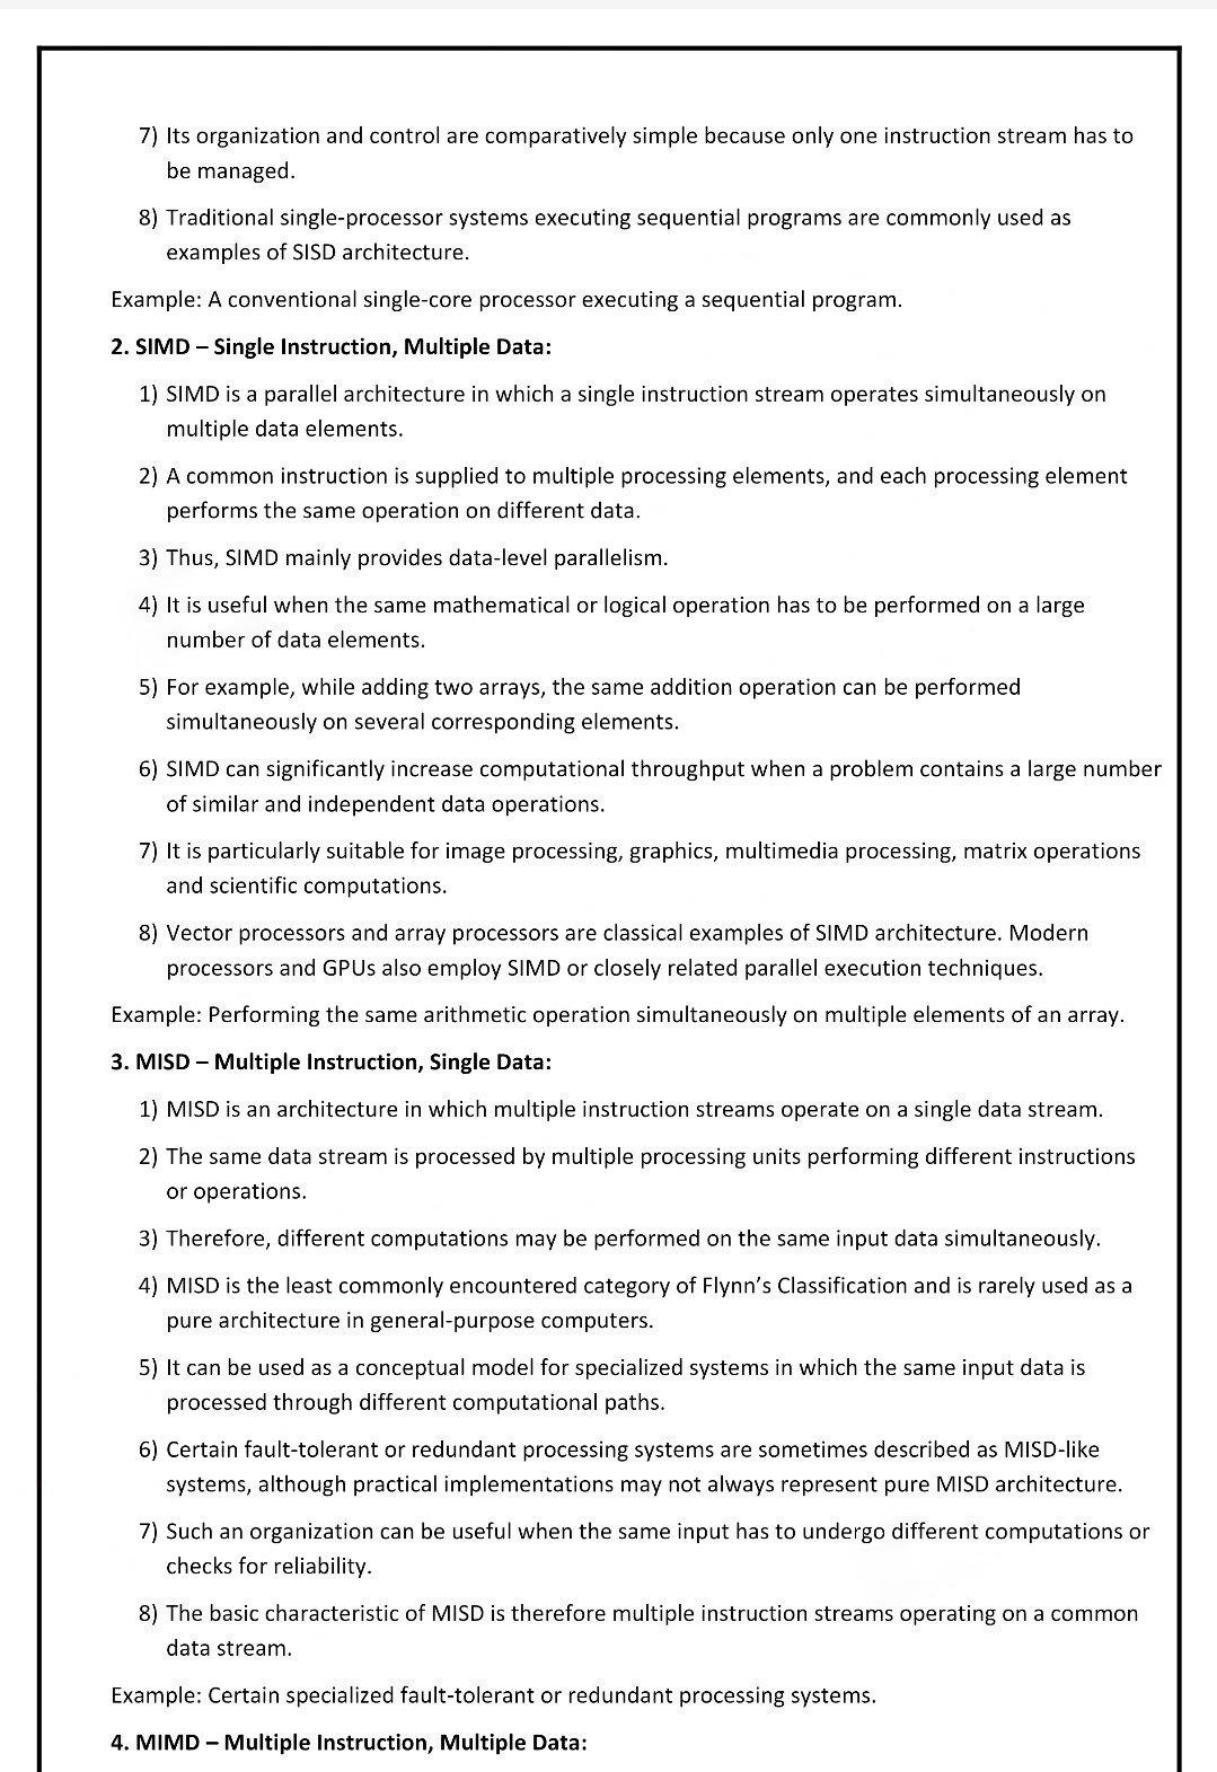 7) Its organization and control are comparatively simple because only one instruction stream has to
be managed.
8) Traditional single-processor systems executing sequential programs are commonly used as
examples of SISD architecture.
Example: A conventional single-core processor executing a sequential program.
2. SIMD – Single Instruction, Multiple Data:
1) SIMD is a parallel architecture in which a single instruction stream operates simultaneously on
multiple data elements.
2) A common instruction is supplied to multiple processing elements, and each processing element
performs the same operation on different data.
3) Thus, SIMD mainly provides data-level parallelism.
4) It is useful when the same mathematical or logical operation has to be performed on a large
number of data elements.
5) For example, while adding two arrays, the same addition operation can be performed
simultaneously on several corresponding elements.
6) SIMD can significantly increase computational throughput when a problem contains a large number
of similar and independent data operations.
7) It is particularly suitable for image processing, graphics, multimedia processing, matrix operations
and scientific computations.
8) Vector processors and array processors are classical examples of SIMD architecture. Modern
processors and GPUs also employ SIMD or closely related parallel execution techniques.
Example: Performing the same arithmetic operation simultaneously on multiple elements of an array.
3. MISD – Multiple Instruction, Single Data:
1) MISD is an architecture in which multiple instruction streams operate on a single data stream.
2) The same data stream is processed by multiple processing units performing different instructions
or operations.
3) Therefore, different computations may be performed on the same input data simultaneously.
4) MISD is the least commonly encountered category of Flynn’s Classification and is rarely used as a
pure architecture in general-purpose computers.
5) It can be used as a conceptual model for specialized systems in which the same input data is
processed through different computational paths.
6) Certain fault-tolerant or redundant processing systems are sometimes described as MISD-like
systems, although practical implementations may not always represent pure MISD architecture.
7) Such an organization can be useful when the same input has to undergo different computations or
checks for reliability.
8) The basic characteristic of MISD is therefore multiple instruction streams operating on a common
data stream.
Example: Certain specialized fault-tolerant or redundant processing systems.
4. MIMD – Multiple Instruction, Multiple Data: